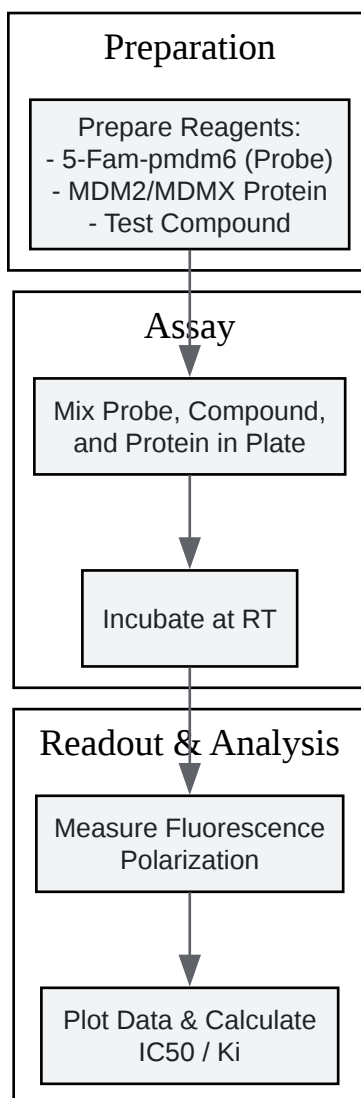 Preparation
Prepare Reagents:
- 5-Fam-pmdm6 (Probe)
- MDM2/MDMX Protein
- Test Compound
Assay
Mix Probe, Compound,
and Protein in Plate
Incubate at RT
Readout & Analysis
Measure Fluorescence
Polarization
Plot Data & Calculate
IC50 / Ki